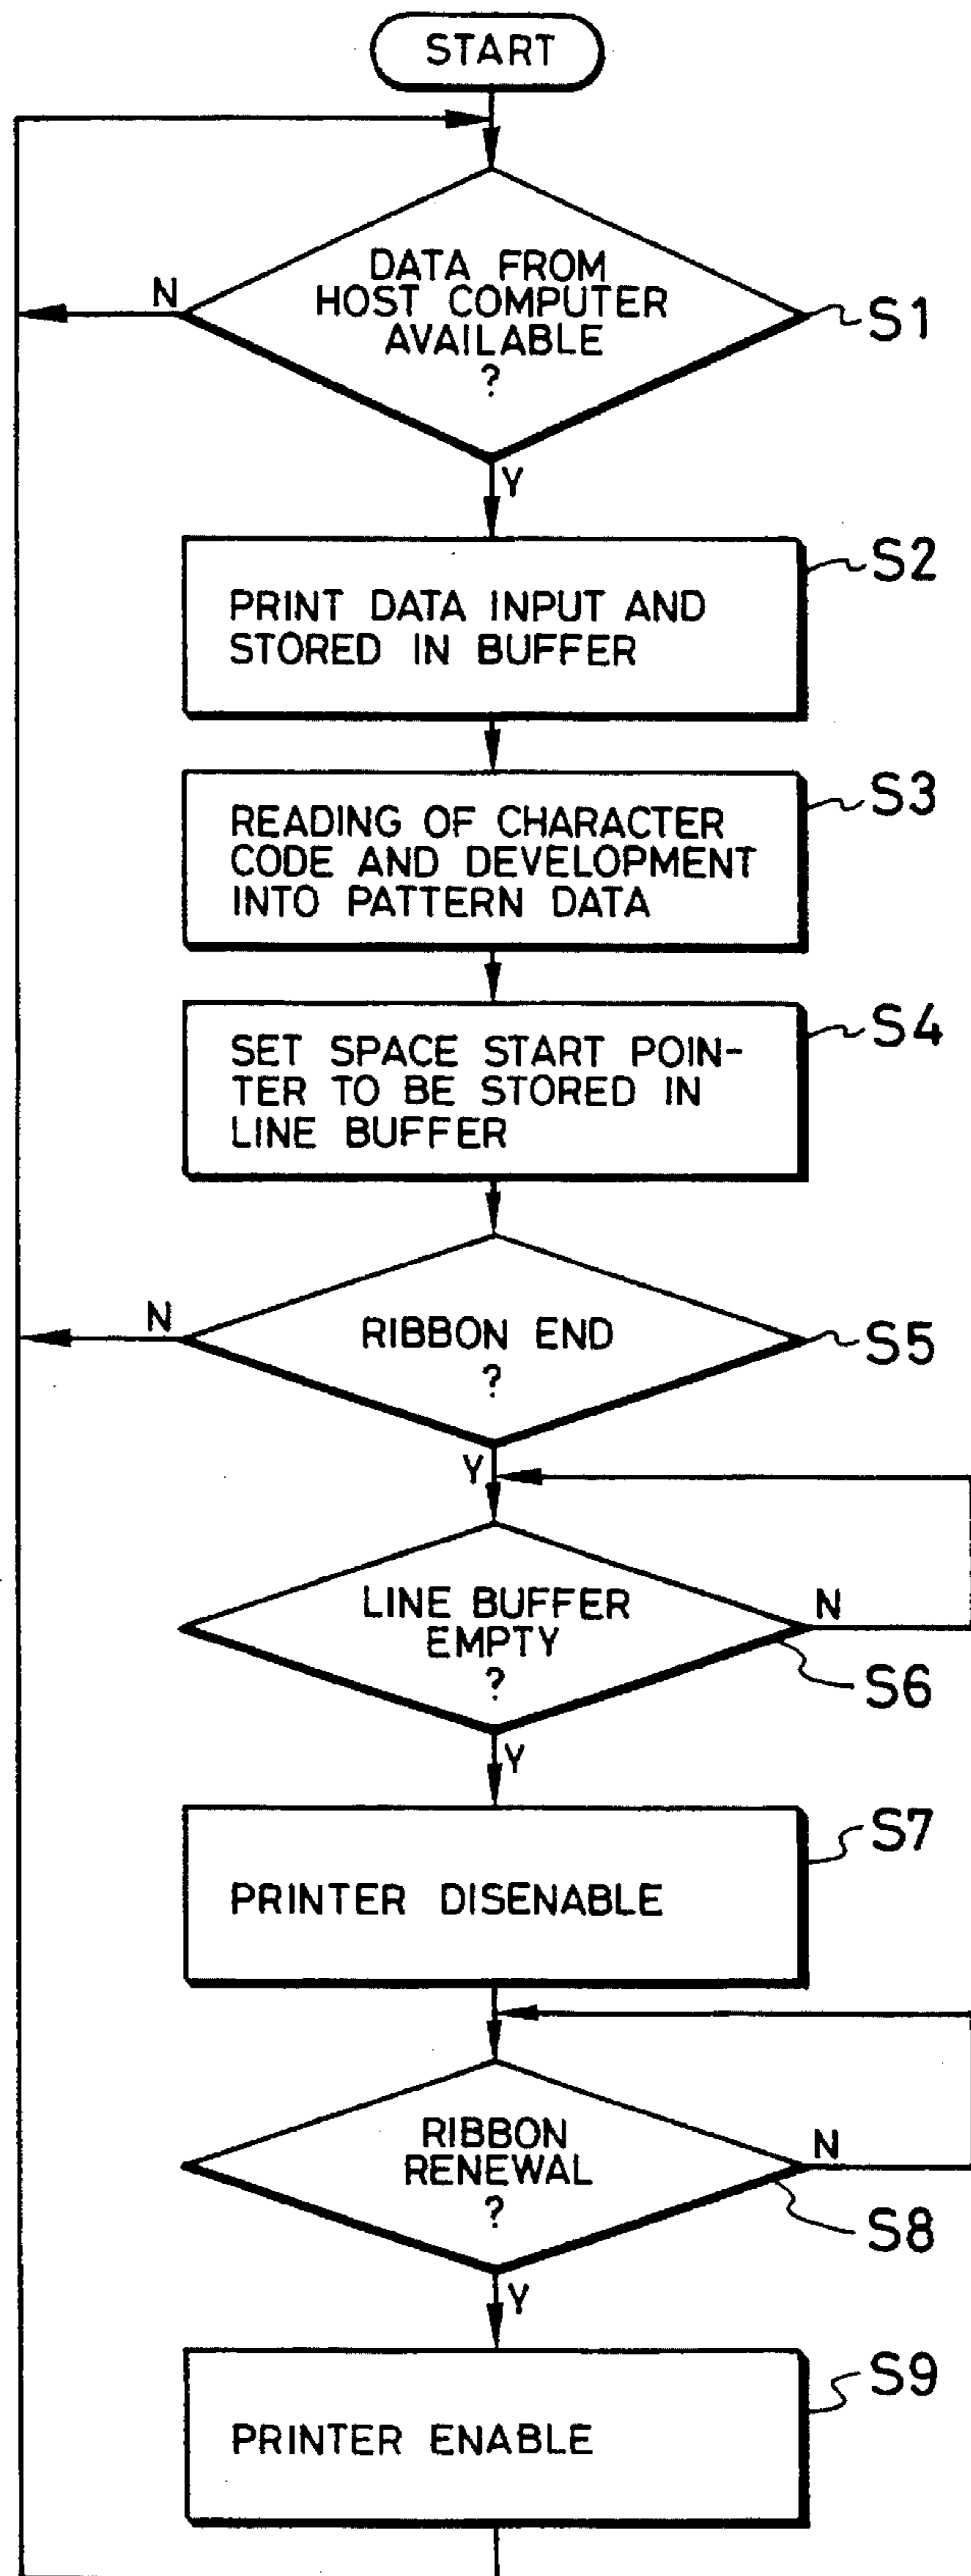 START
DATA FROM
HOST COMPUTER
AVAILABLE
?
N
S1
Y
PRINT DATA INPUT AND
STORED IN BUFFER
S2
READING OF CHARACTER
CODE AND DEVELOPMENT
INTO PATTERN DATA
S3
SET SPACE START POIN-
TER TO BE STORED IN
LINE BUFFER
S4
N
RIBBON END
?
S5
Y
LINE BUFFER
EMPTY
?
N
S6
Y
PRINTER DISENABLE
S7
RIBBON
RENEWAL
?
N
S8
Y
PRINTER ENABLE
S9